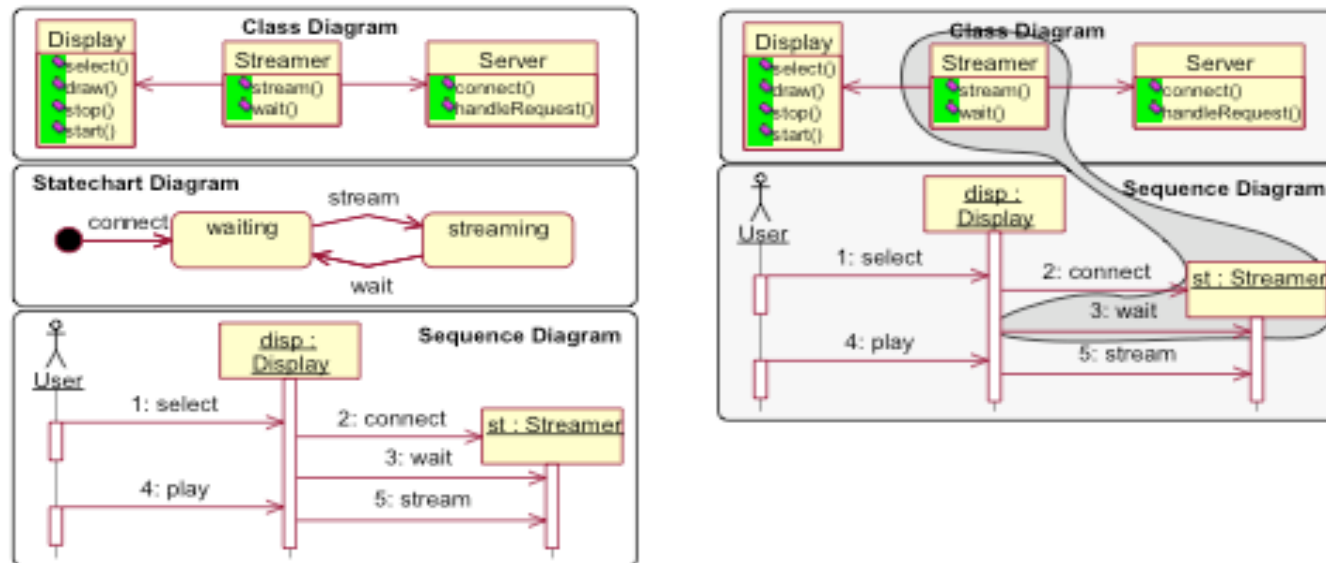 Class Diagram
Display
select()
draw()
stop()
start()
Streamer
stream()
wait()
Server
connect()
handleRequest()
Statechart Diagram
connect
waiting
stream
streaming
wait
Sequence Diagram
User
disp :
Display
1: select
2: connect
st : Streamer
3: wait
4: play
5: stream
Class Diagram
Display
select()
draw()
stop()
start()
Streamer
stream()
wait()
Server
connect()
handleRequest()
Sequence Diagram
User
disp :
Display
1: select
2: connect
st : Streamer
3: wait
4: play
5: stream